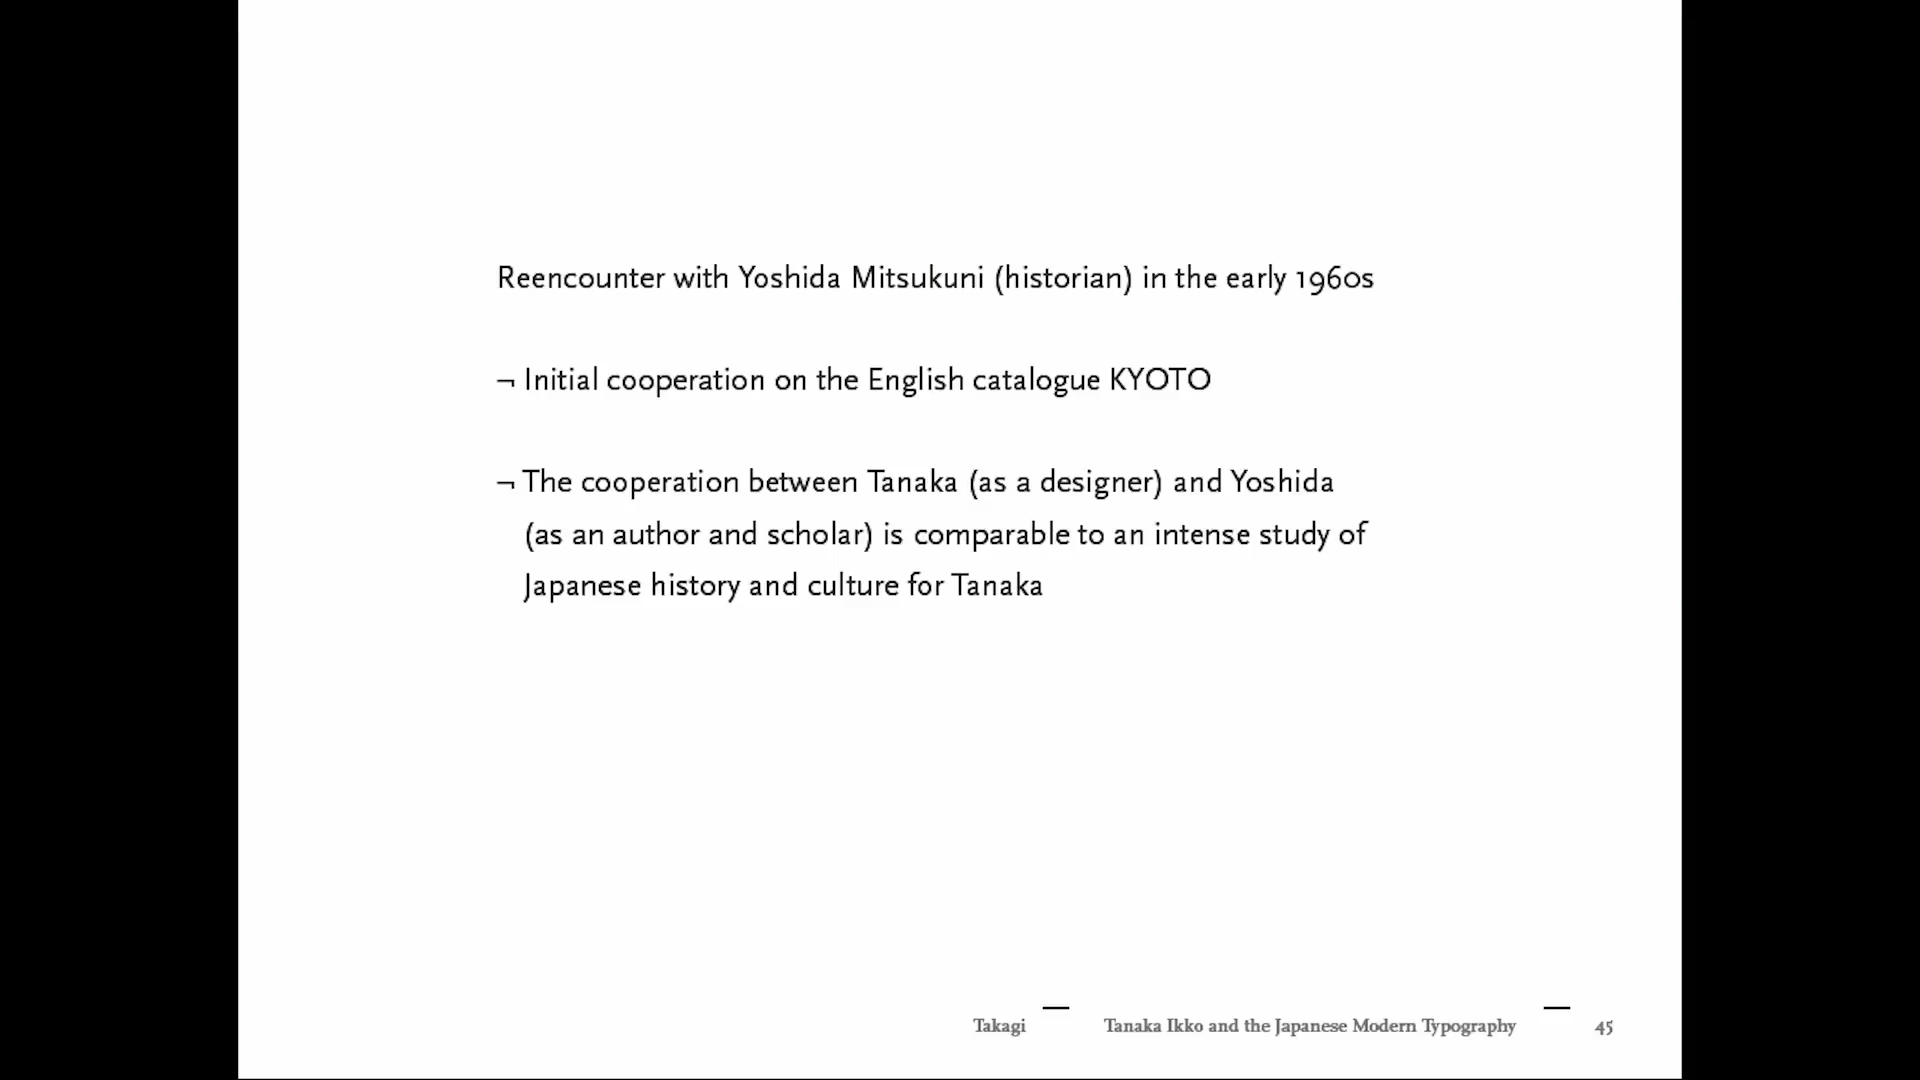 Reencounter with Yoshida Mitsukuni (historian) in the early 1960s
¬ Initial cooperation on the English catalogue KYOTO
¬ The cooperation between Tanaka (as a designer) and Yoshida
(as an author and scholar) is comparable to an intense study of
Japanese history and culture for Tanaka
Takagi — Tanaka Ikko and the Japanese Modern Typography — 45